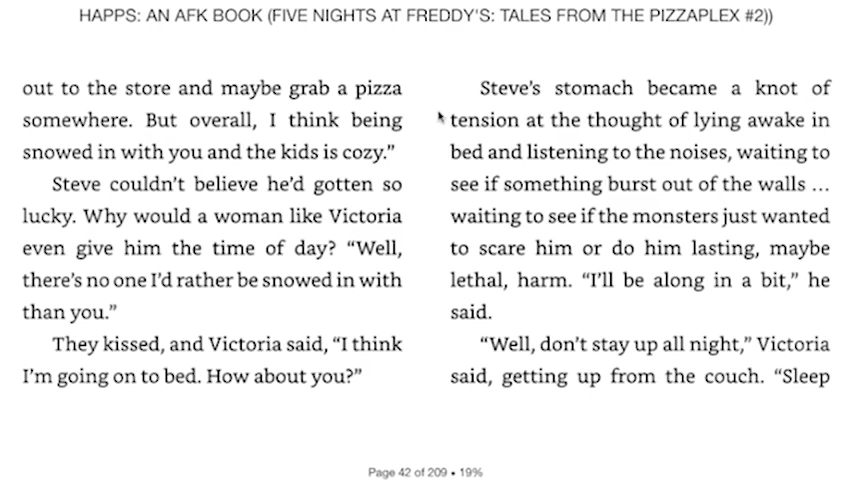 HAPPS: AN AFK BOOK (FIVE NIGHTS AT FREDDY'S: TALES FROM THE PIZZAPLEX #2))
out to the store and maybe grab a pizza
somewhere. But overall, I think being
snowed in with you and the kids is cozy.”
Steve couldn’t believe he’d gotten so
lucky. Why would a woman like Victoria
even give him the time of day? “Well,
there’s no one I’d rather be snowed in with
than you.”
They kissed, and Victoria said, “I think
I’m going on to bed. How about you?”
Steve’s stomach became a knot of
tension at the thought of lying awake in
bed and listening to the noises, waiting to
see if something burst out of the walls ...
waiting to see if the monsters just wanted
to scare him or do him lasting, maybe
lethal, harm. “I’ll be along in a bit,” he
said.
“Well, don’t stay up all night,” Victoria
said, getting up from the couch. “Sleep
Page 42 of 209 • 19%